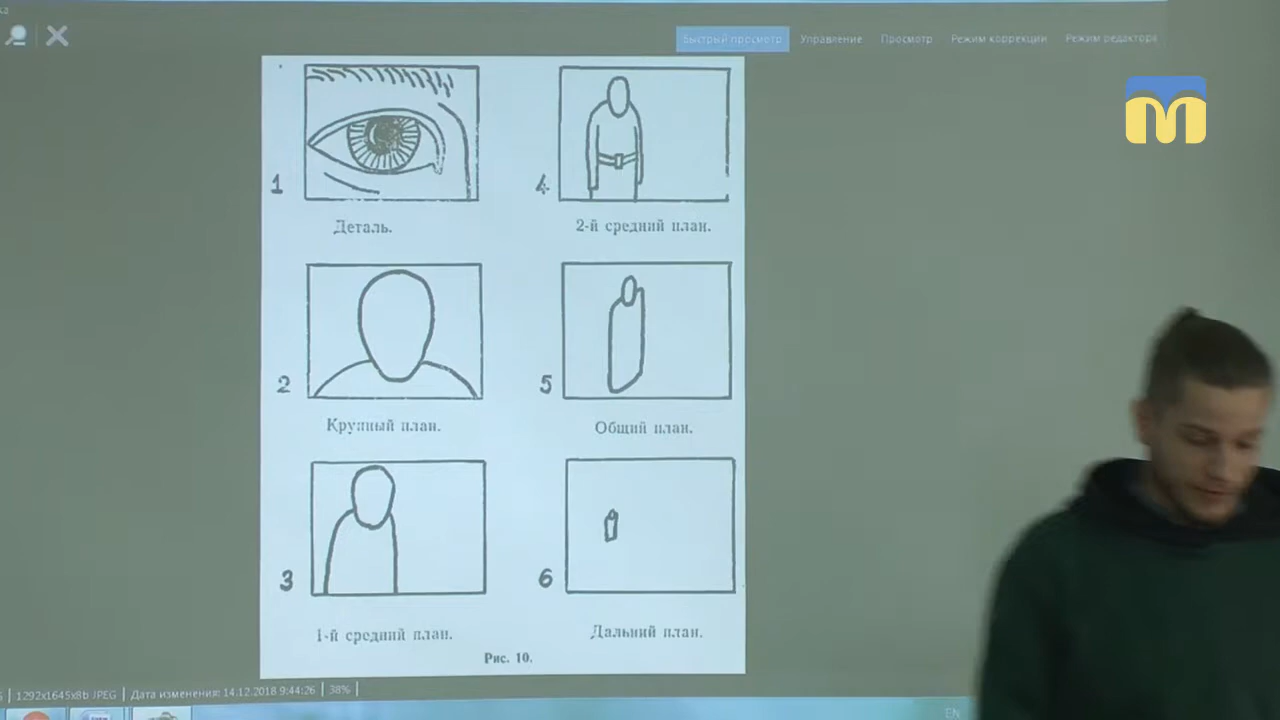 Быстрый просмотр Управление Просмотр Режим коррекции Режим редактора
1
Деталь.
4
2-й средний план.
2
Крупный план.
5
Общий план.
3
1-й средний план.
6
Дальний план.
Рис. 10.
1292x1645x8b JPEG Дата изменения: 14.12.2018 9:44:26 38%
EN
m